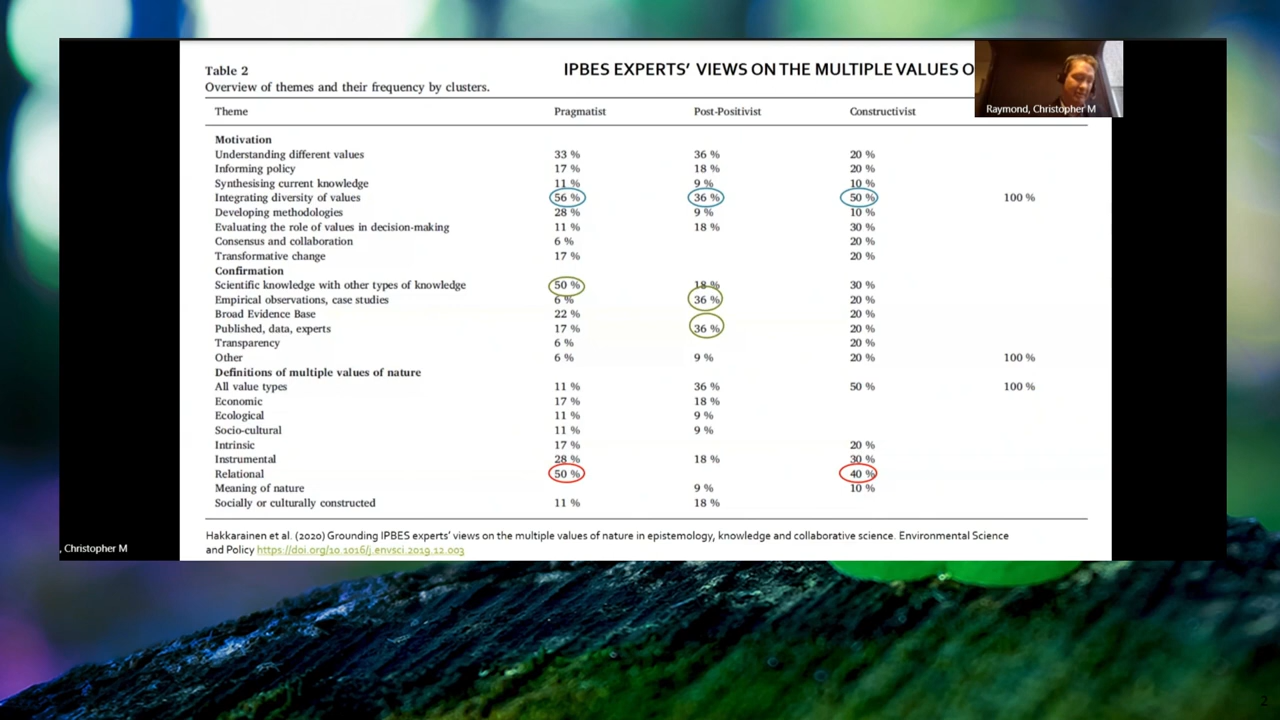 IPBES EXPERTS' VIEWS ON THE MULTIPLE VALUES O
Table 2
Overview of themes and their frequency by clusters.
Raymond, Christopher M
Theme Pragmatist Post-Positivist Constructivist
Motivation
Understanding different values 33 % 36 % 20 %
Informing policy 17 % 18 % 20 %
Synthesising current knowledge 11 % 9 % 10 %
Integrating diversity of values 56 % 36 % 50 % 100 %
Developing methodologies 28 % 9 % 10 %
Evaluating the role of values in decision-making 11 % 18 % 30 %
Consensus and collaboration 6 % 20 %
Transformative change 17 % 20 %
Confirmation
Scientific knowledge with other types of knowledge 50 % 18 % 30 %
Empirical observations, case studies 6 % 36 % 20 %
Broad Evidence Base 22 % 20 %
Published, data, experts 17 % 36 % 20 %
Transparency 6 % 20 %
Other 6 % 9 % 20 % 100 %
Definitions of multiple values of nature
All value types 11 % 36 % 50 % 100 %
Economic 17 % 18 %
Ecological 11 % 9 %
Socio-cultural 11 % 9 %
Intrinsic 17 % 20 %
Instrumental 28 % 18 % 30 %
Relational 50 % 40 %
Meaning of nature 9 % 10 %
Socially or culturally constructed 11 % 18 %
Hakkarainen et al. (2020) Grounding IPBES experts' views on the multiple values of nature in epistemology, knowledge and collaborative science. Environmental Science
and Policy https://doi.org/10.1016/j.envsci.2019.12.003
, Christopher M
2